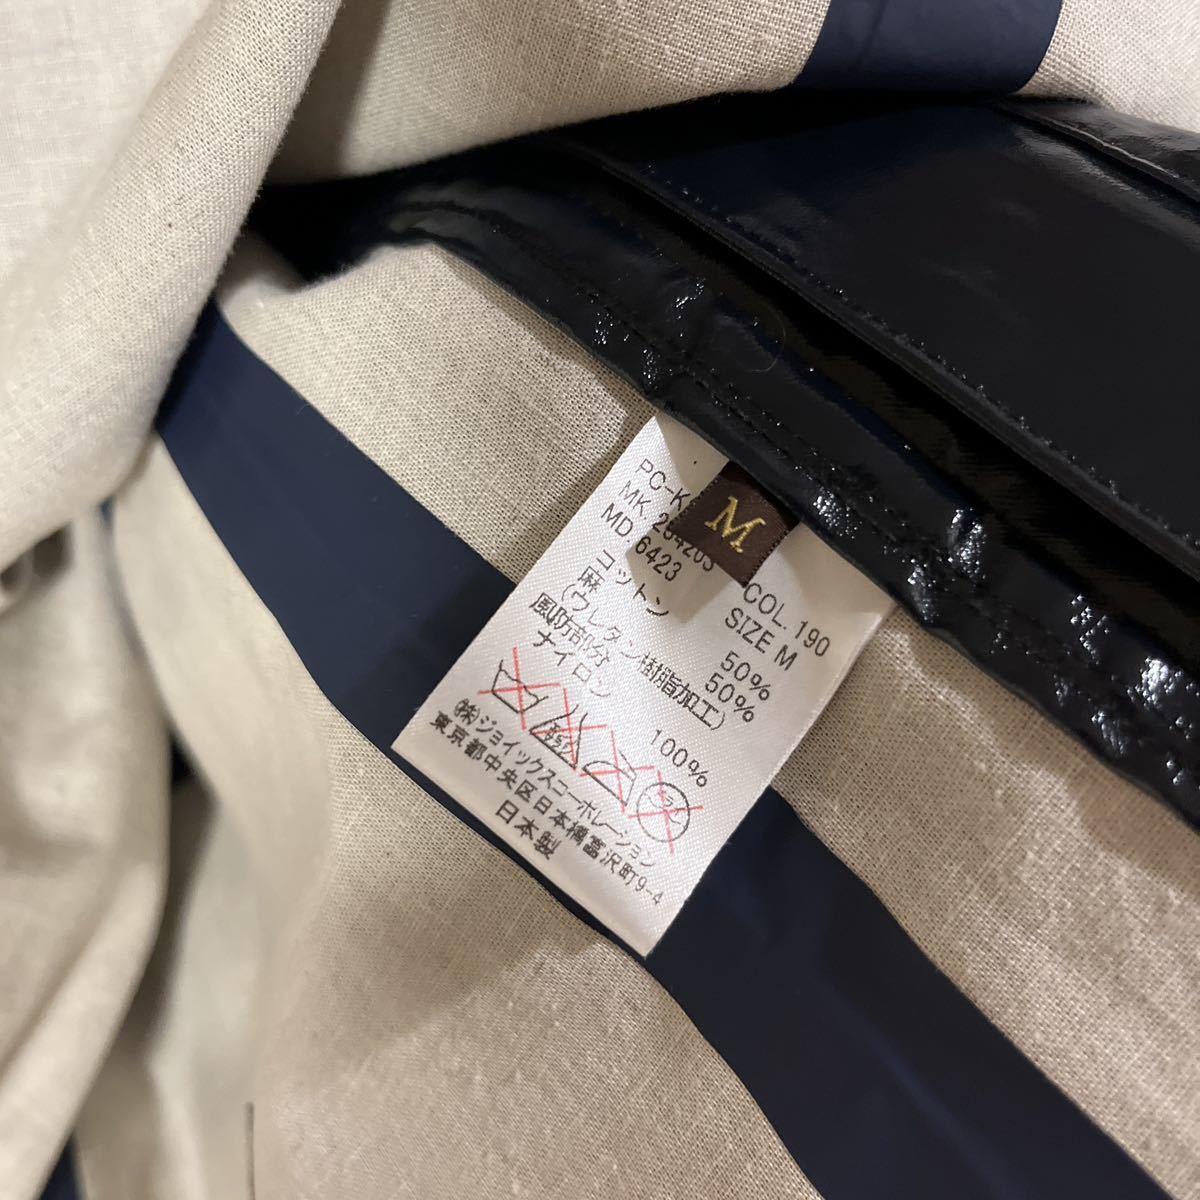 M
PC-K
MK. 264203 COL. 190
MD. 6423 SIZE M
コットン 50%
麻 50%
(ウレタン樹脂加工)
風防部分
ナイロン 100%
(株)ジョイックスコーポレーション
東京都中央区日本橋富沢町9-4
日本製